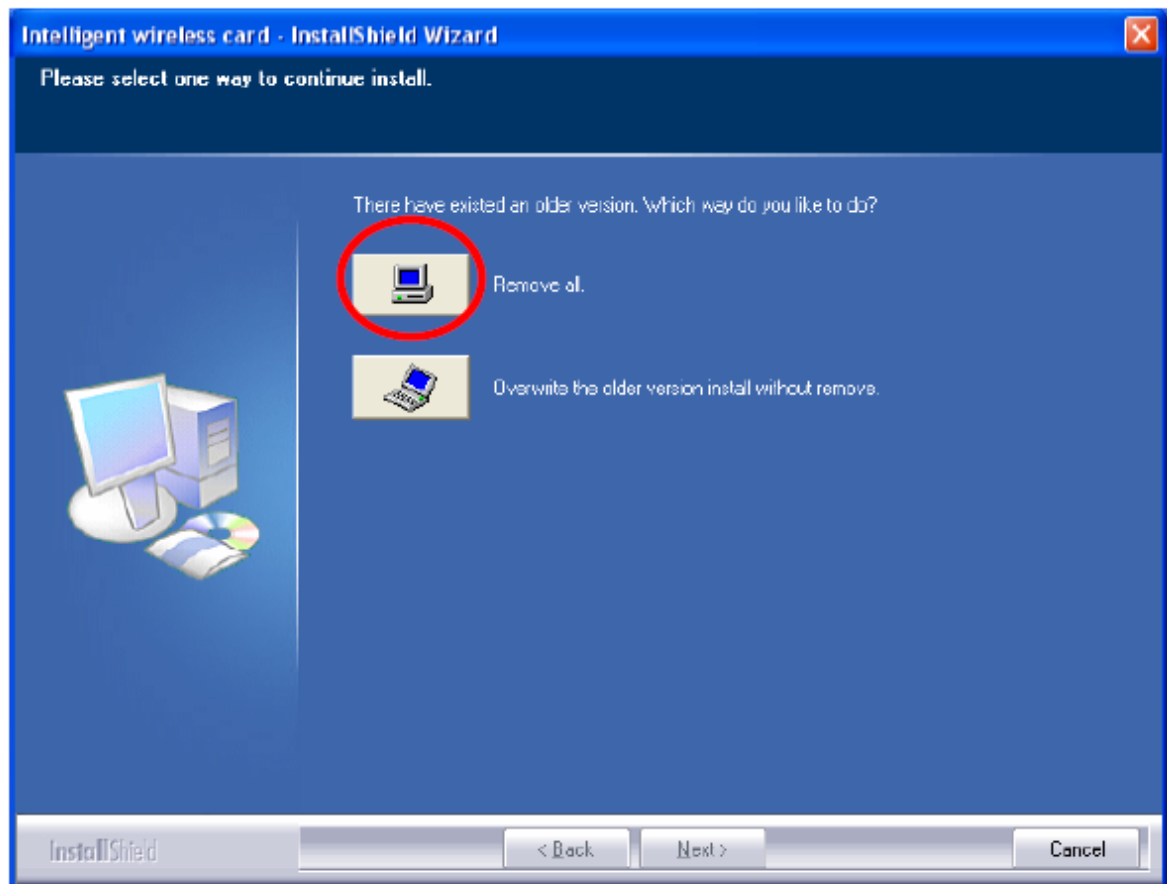 Intelligent wireless card - InstallShield Wizard
Please select one way to continue install.
There have existed an older version. Which way do you like to do?
Remove all.
Overwrite the older version install without remove.
InstallShield
< Back
Next >
Cancel